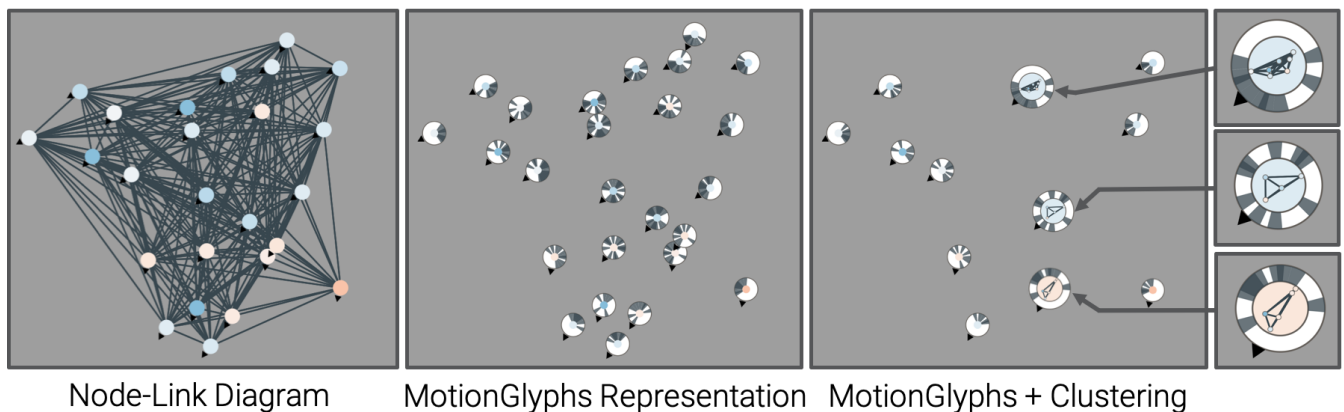 Node-Link Diagram
MotionGlyphs Representation
MotionGlyphs + Clustering